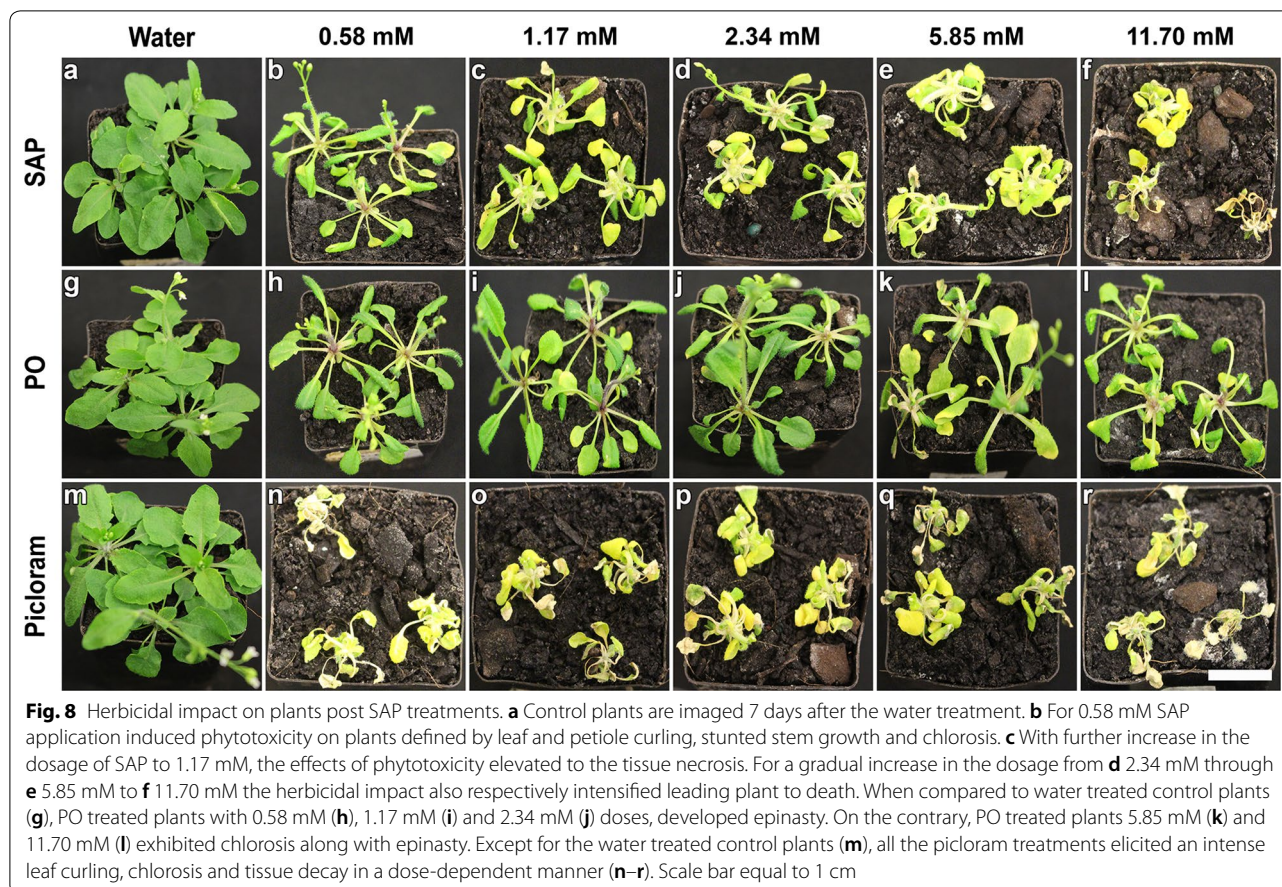 Water 0.58 mM 1.17 mM 2.34 mM 5.85 mM 11.70 mM
SAP
a b c d e f
PO
g h i j k l
Picloram
m n o p q r
Fig. 8 Herbicidal impact on plants post SAP treatments. a Control plants are imaged 7 days after the water treatment. b For 0.58 mM SAP
application induced phytotoxicity on plants defined by leaf and petiole curling, stunted stem growth and chlorosis. c With further increase in the
dosage of SAP to 1.17 mM, the effects of phytotoxicity elevated to the tissue necrosis. For a gradual increase in the dosage from d 2.34 mM through
e 5.85 mM to f 11.70 mM the herbicidal impact also respectively intensified leading plant to death. When compared to water treated control plants
(g), PO treated plants with 0.58 mM (h), 1.17 mM (i) and 2.34 mM (j) doses, developed epinasty. On the contrary, PO treated plants 5.85 mM (k) and
11.70 mM (l) exhibited chlorosis along with epinasty. Except for the water treated control plants (m), all the picloram treatments elicited an intense
leaf curling, chlorosis and tissue decay in a dose-dependent manner (n–r). Scale bar equal to 1 cm